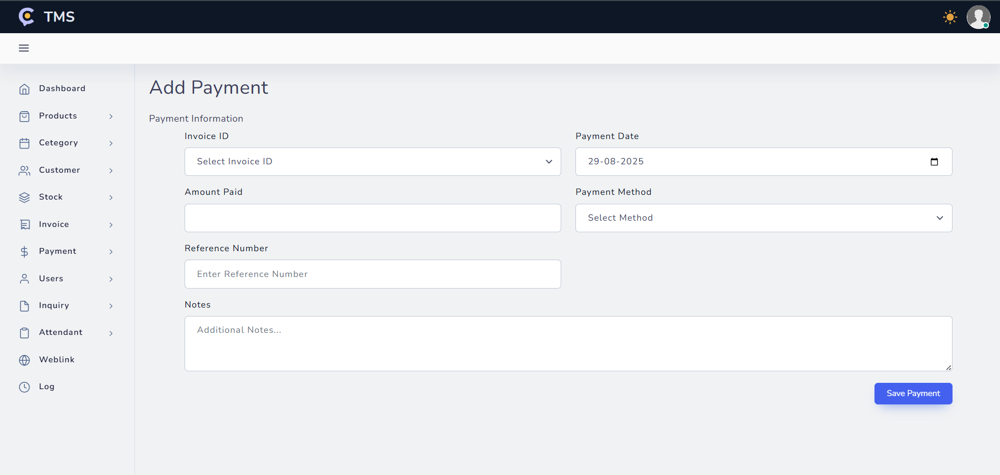 TMS
Dashboard
Products
Cetegory
Customer
Stock
Invoice
Payment
Users
Inquiry
Attendant
Weblink
Log
Add Payment
Payment Information
Invoice ID
Select Invoice ID
Payment Date
29-08-2025
Amount Paid
Payment Method
Select Method
Reference Number
Enter Reference Number
Notes
Additional Notes...
Save Payment